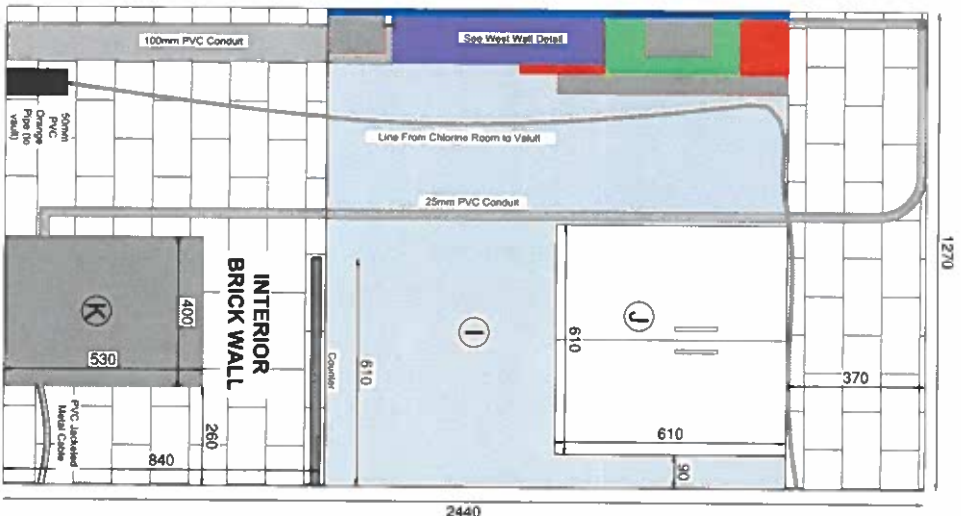 100mm PVC Conduit
See West Wall Detail
50mm
PVC
Orange
Pipe (to
vault)
Line From Chlorine Room to Valult
25mm PVC Conduit
1270
INTERIOR
BRICK WALL
K
400
530
Counter
610
I
J
610
610
370
PVC Jacketed
Metal Cable
260
840
90
2440